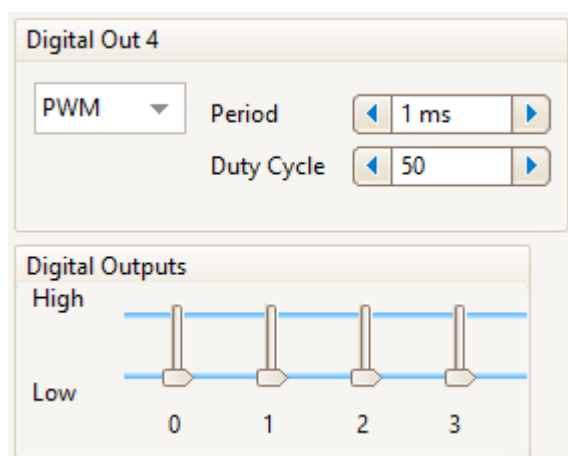 Digital Out 4
PWM
Period 1 ms
Duty Cycle 50
Digital Outputs
High
Low
0 1 2 3